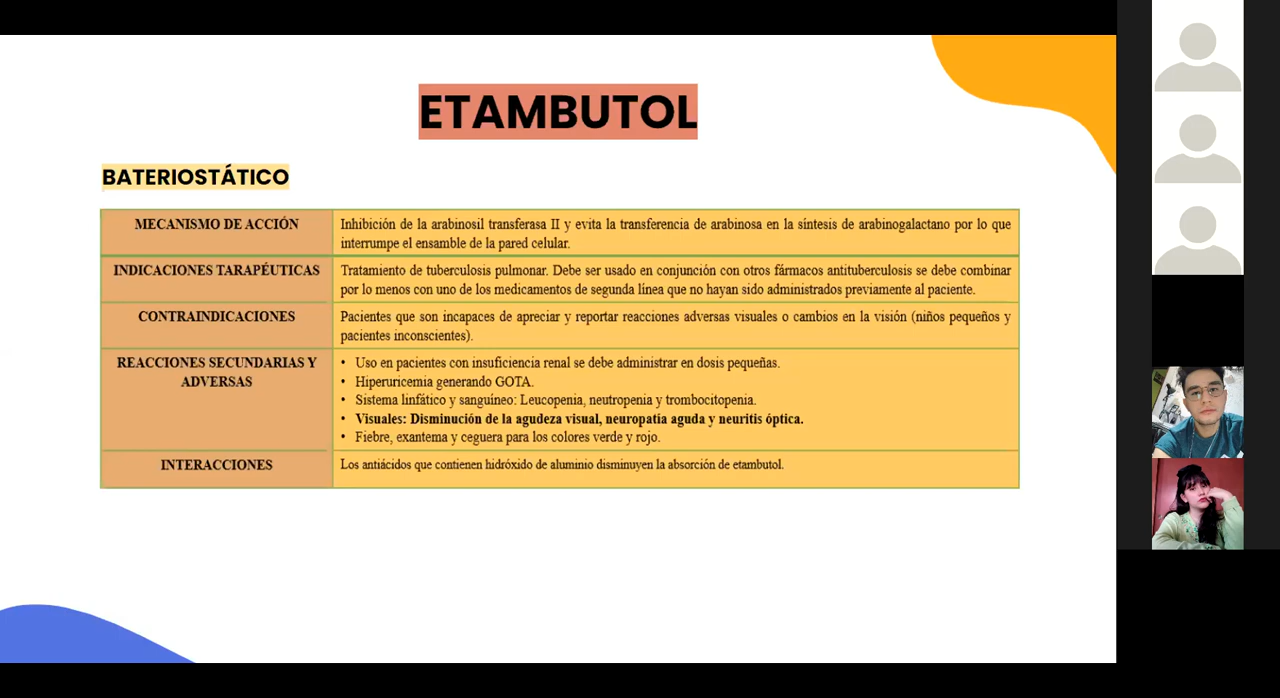 ETAMBUTOL
BATERIOSTÁTICO
MECANISMO DE ACCIÓN
Inhibición de la arabinosil transferasa II y evita la transferencia de arabinosa en la síntesis de arabinogalactano por lo que
interrumpe el ensamble de la pared celular.
INDICACIONES TARAPÉUTICAS
Tratamiento de tuberculosis pulmonar. Debe ser usado en conjunción con otros fármacos antituberculosis se debe combinar
por lo menos con uno de los medicamentos de segunda línea que no hayan sido administrados previamente al paciente.
CONTRAINDICACIONES
Pacientes que son incapaces de apreciar y reportar reacciones adversas visuales o cambios en la visión (niños pequeños y
pacientes inconscientes).
REACCIONES SECUNDARIAS Y
ADVERSAS
• Uso en pacientes con insuficiencia renal se debe administrar en dosis pequeñas.
• Hiperuricemia generando GOTA.
• Sistema linfático y sanguíneo: Leucopenia, neutropenia y trombocitopenia.
• Visuales: Disminución de la agudeza visual, neuropatía aguda y neuritis óptica.
• Fiebre, exantema y ceguera para los colores verde y rojo.
INTERACCIONES
Los antiácidos que contienen hidróxido de aluminio disminuyen la absorción de etambutol.